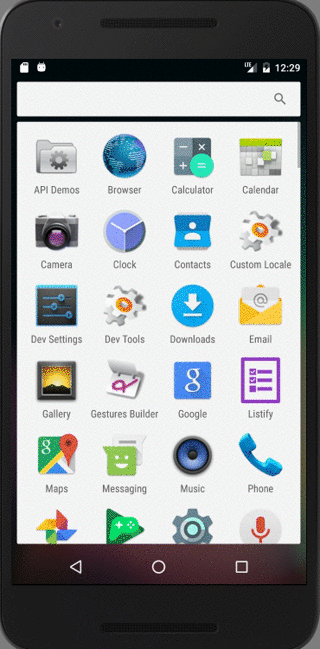 LTE 12:29
API Demos Browser Calculator Calendar
Camera Clock Contacts Custom Locale
Dev Settings Dev Tools Downloads Email
Gallery Gestures Builder Google Listify
Maps Messaging Music Phone